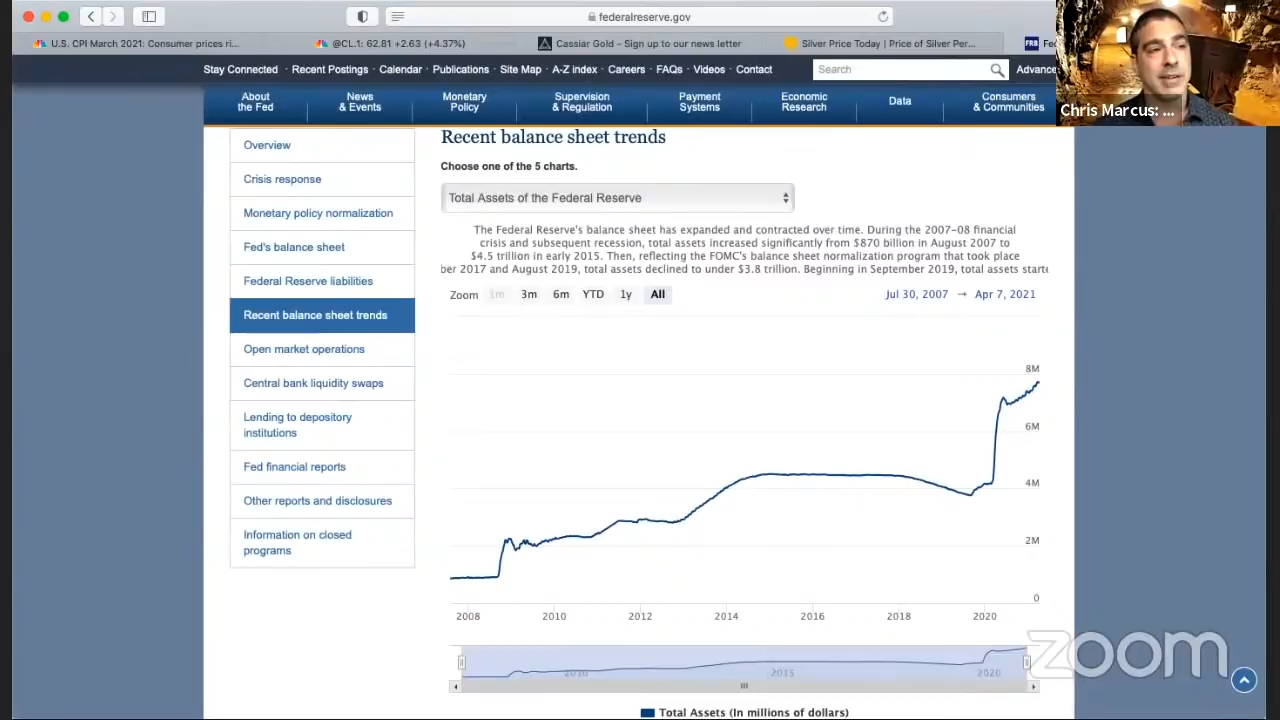 federalreserve.gov
U.S. CPI March 2021: Consumer prices ri...
@CL.1: 62.81 +2.63 (+4.37%)
Cassiar Gold – Sign up to our news letter
Silver Price Today | Price of Silver Per...
FRB
Stay Connected · Recent Postings · Calendar · Publications · Site Map · A-Z index · Careers · FAQs · Videos · Contact
Search
Advance
Chris Marcus: ...
About the Fed
News & Events
Monetary Policy
Supervision & Regulation
Payment Systems
Economic Research
Data
Consumers & Communities
Overview
Crisis response
Monetary policy normalization
Fed's balance sheet
Federal Reserve liabilities
Recent balance sheet trends
Open market operations
Central bank liquidity swaps
Lending to depository
institutions
Fed financial reports
Other reports and disclosures
Information on closed
programs
Recent balance sheet trends
Choose one of the 5 charts.
Total Assets of the Federal Reserve
The Federal Reserve's balance sheet has expanded and contracted over time. During the 2007-08 financial
crisis and subsequent recession, total assets increased significantly from $870 billion in August 2007 to
$4.5 trillion in early 2015. Then, reflecting the FOMC's balance sheet normalization program that took place
ber 2017 and August 2019, total assets declined to under $3.8 trillion. Beginning in September 2019, total assets starte
Zoom 1m 3m 6m YTD 1y All
Jul 30, 2007 → Apr 7, 2021
8M
6M
4M
2M
0
2008 2010 2012 2014 2016 2018 2020
2010 2015 2020
Total Assets (In millions of dollars)
zoom